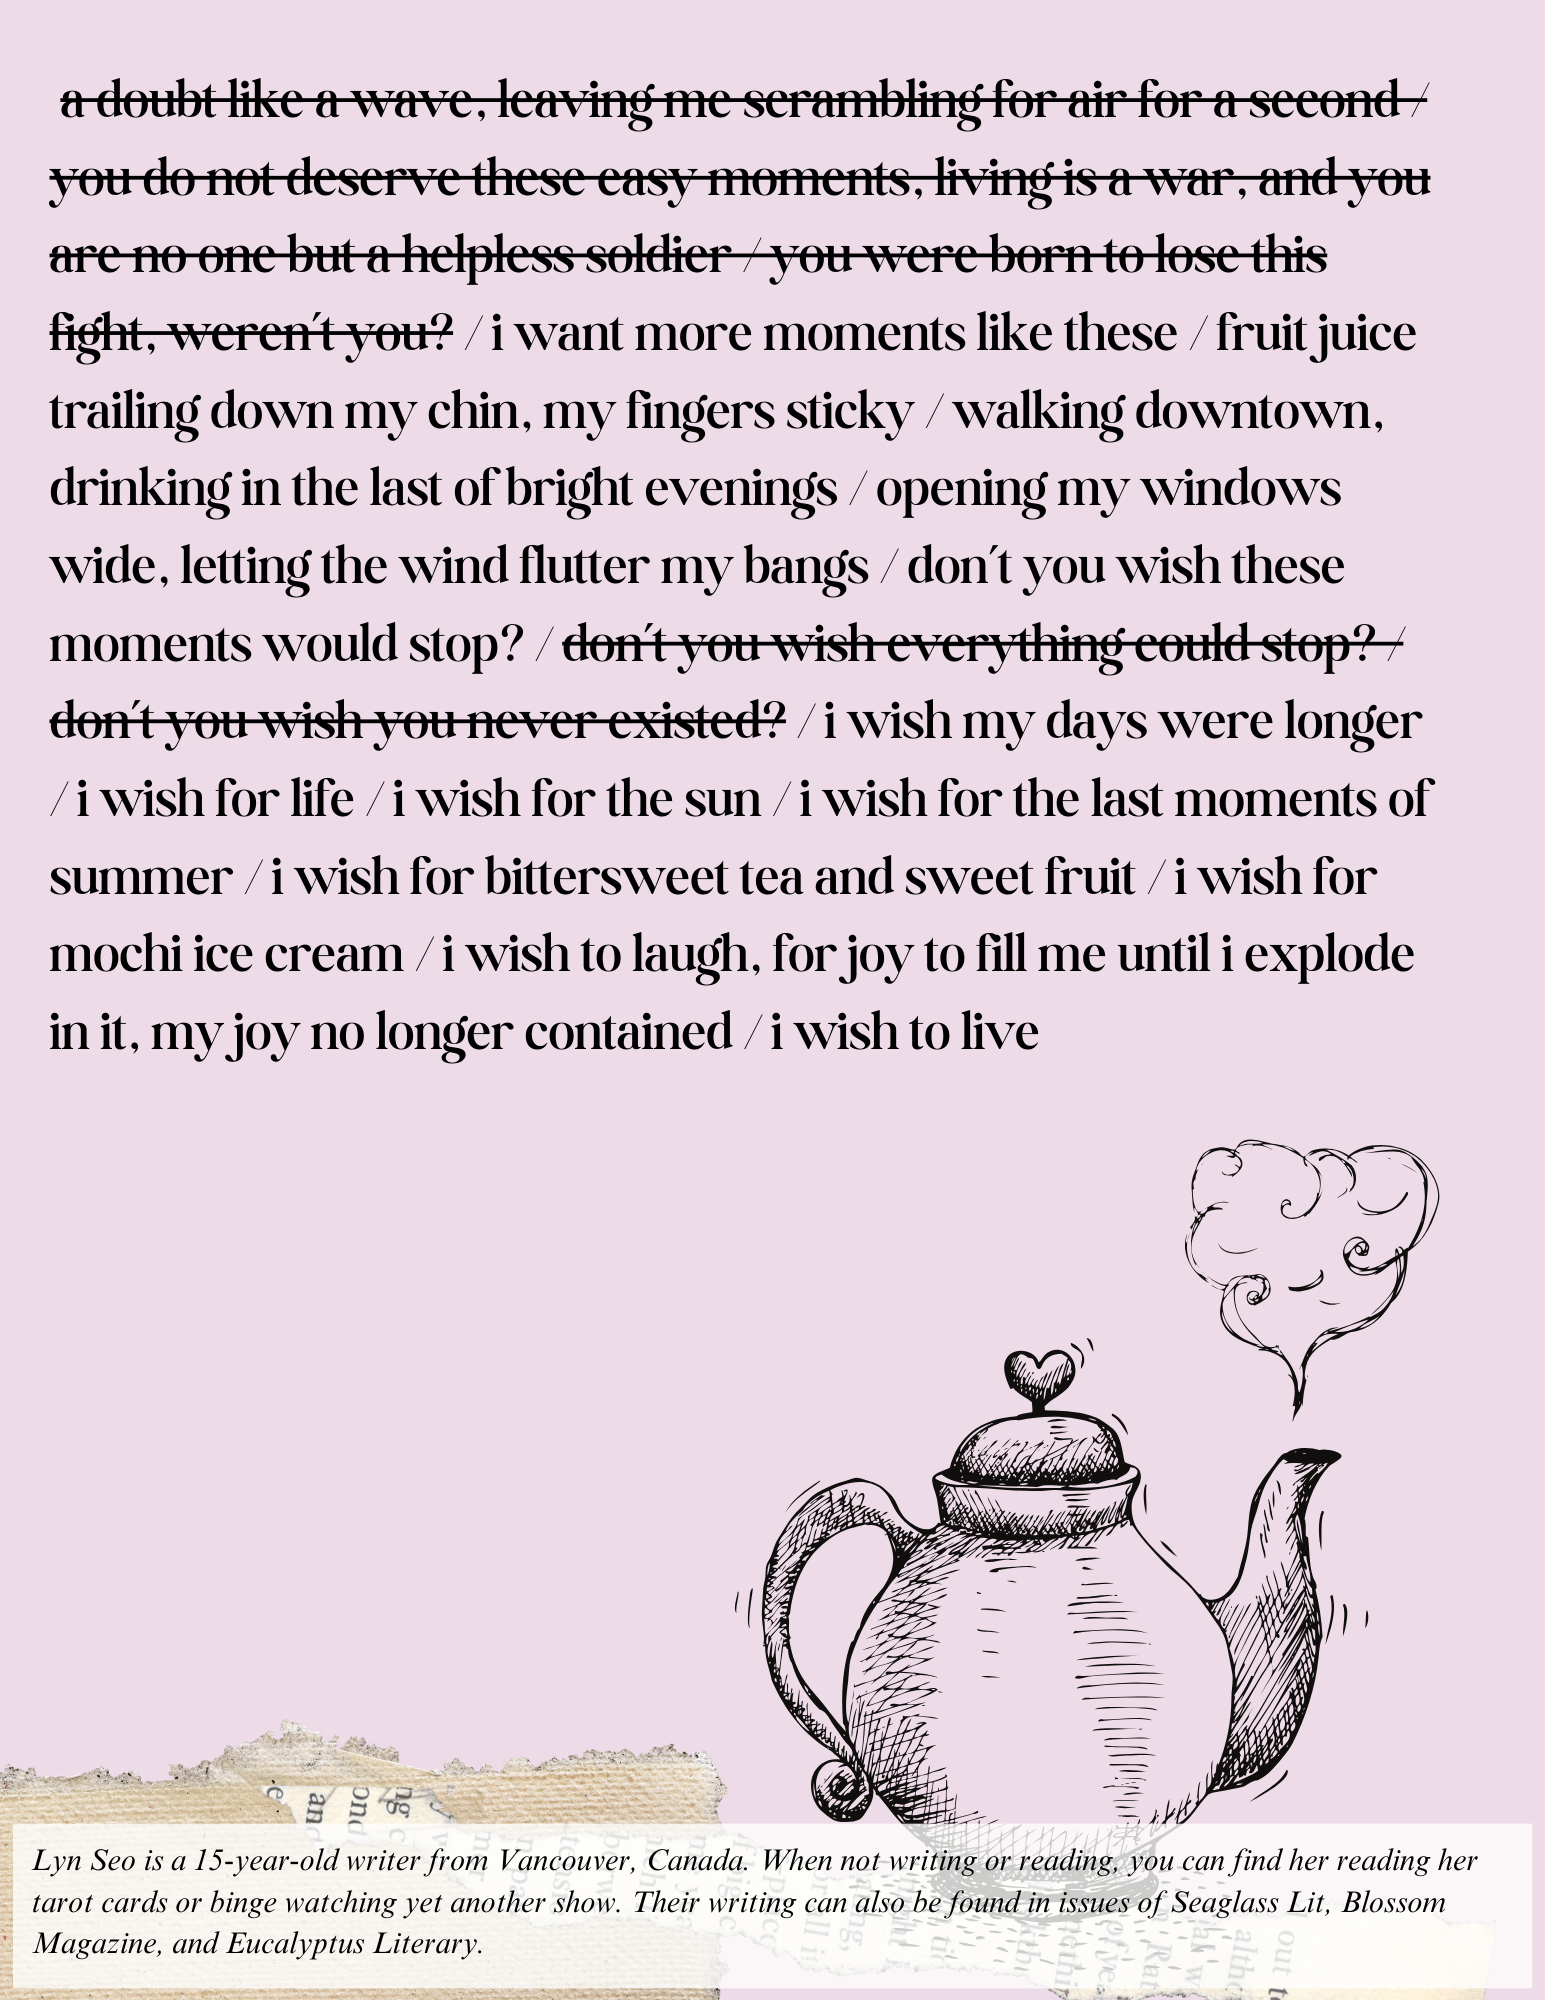 a doubt like a wave, leaving me scrambling for air for a second /
you do not deserve these easy moments, living is a war, and you
are no one but a helpless soldier / you were born to lose this
fight, weren't you? / i want more moments like these / fruit juice
trailing down my chin, my fingers sticky / walking downtown,
drinking in the last of bright evenings / opening my windows
wide, letting the wind flutter my bangs / don't you wish these
moments would stop? / don't you wish everything could stop? /
don't you wish you never existed? / i wish my days were longer
/ i wish for life / i wish for the sun / i wish for the last moments of
summer / i wish for bittersweet tea and sweet fruit / i wish for
mochi ice cream / i wish to laugh, for joy to fill me until i explode
in it, my joy no longer contained / i wish to live
Lyn Seo is a 15-year-old writer from Vancouver, Canada. When not writing or reading, you can find her reading her
tarot cards or binge watching yet another show. Their writing can also be found in issues of Seaglass Lit, Blossom
Magazine, and Eucalyptus Literary.